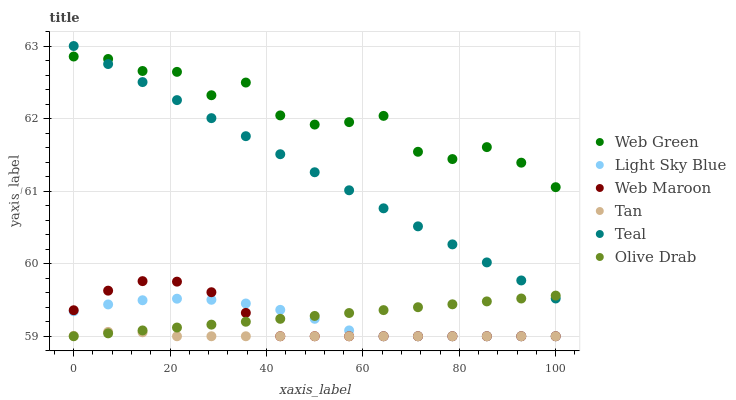 title
63
62
61
60
59
0 20 40 60 80 100
xaxis_label
yaxis_label
Web Green
Light Sky Blue
Web Maroon
Tan
Teal
Olive Drab